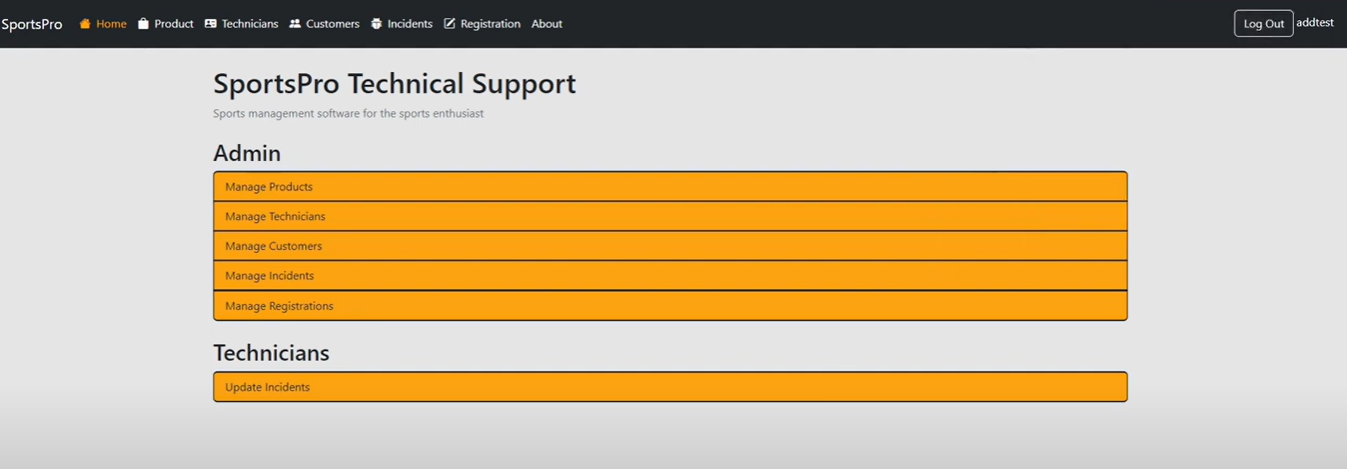 SportsPro Home Product Technicians Customers Incidents Registration About Log Out addtest
SportsPro Technical Support
Sports management software for the sports enthusiast
Admin
Manage Products
Manage Technicians
Manage Customers
Manage Incidents
Manage Registrations
Technicians
Update Incidents